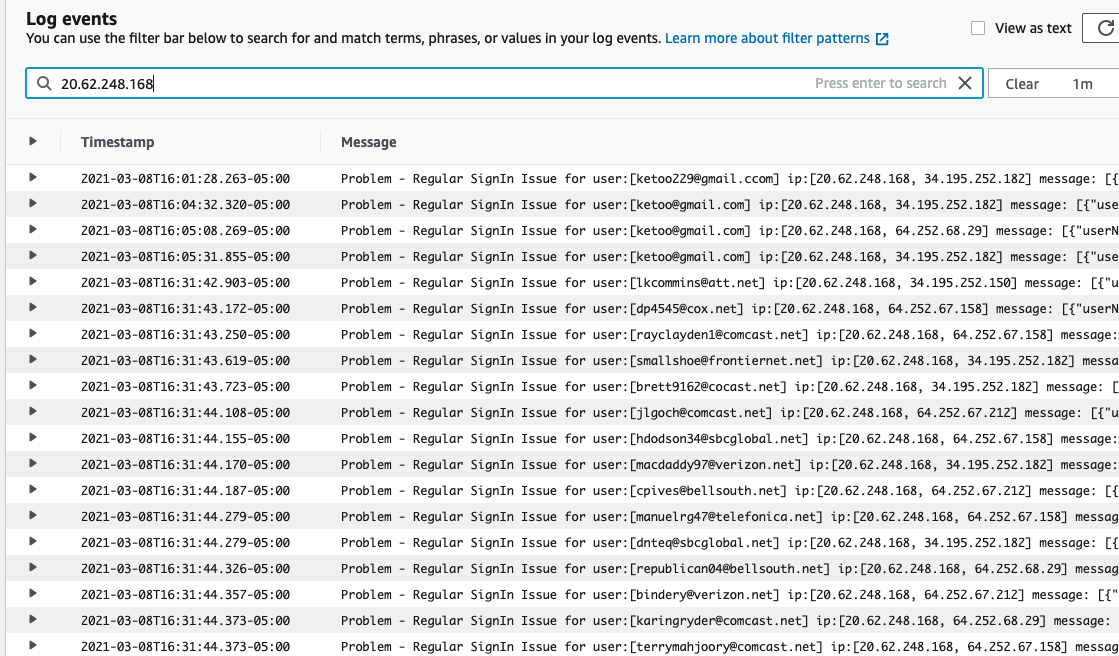 Log events
You can use the filter bar below to search for and match terms, phrases, or values in your log events. Learn more about filter patterns
View as text
20.62.248.168 Press enter to search Clear 1m
Timestamp Message
2021-03-08T16:01:28.263-05:00 Problem - Regular SignIn Issue for user:[ketoo229@gmail.ccom] ip:[20.62.248.168, 34.195.252.182] message: [{
2021-03-08T16:04:32.320-05:00 Problem - Regular SignIn Issue for user:[ketoo@gmail.com] ip:[20.62.248.168, 34.195.252.182] message: [{"use
2021-03-08T16:05:08.269-05:00 Problem - Regular SignIn Issue for user:[ketoo@gmail.com] ip:[20.62.248.168, 64.252.68.29] message: [{"userN
2021-03-08T16:05:31.855-05:00 Problem - Regular SignIn Issue for user:[ketoo@gmail.com] ip:[20.62.248.168, 34.195.252.182] message: [{"use
2021-03-08T16:31:42.903-05:00 Problem - Regular SignIn Issue for user:[lkcommins@att.net] ip:[20.62.248.168, 34.195.252.150] message: [{"u
2021-03-08T16:31:43.172-05:00 Problem - Regular SignIn Issue for user:[dp4545@cox.net] ip:[20.62.248.168, 64.252.67.158] message: [{"userN
2021-03-08T16:31:43.250-05:00 Problem - Regular SignIn Issue for user:[rayclayden1@comcast.net] ip:[20.62.248.168, 64.252.67.158] message:
2021-03-08T16:31:43.619-05:00 Problem - Regular SignIn Issue for user:[smallshoe@frontiernet.net] ip:[20.62.248.168, 34.195.252.182] messa
2021-03-08T16:31:43.723-05:00 Problem - Regular SignIn Issue for user:[brett9162@cocast.net] ip:[20.62.248.168, 34.195.252.182] message: [
2021-03-08T16:31:44.108-05:00 Problem - Regular SignIn Issue for user:[jlgoch@comcast.net] ip:[20.62.248.168, 64.252.67.212] message: [{"u
2021-03-08T16:31:44.155-05:00 Problem - Regular SignIn Issue for user:[hdodson34@sbcglobal.net] ip:[20.62.248.168, 64.252.67.158] message:
2021-03-08T16:31:44.170-05:00 Problem - Regular SignIn Issue for user:[macdaddy97@verizon.net] ip:[20.62.248.168, 34.195.252.182] message:
2021-03-08T16:31:44.187-05:00 Problem - Regular SignIn Issue for user:[cpives@bellsouth.net] ip:[20.62.248.168, 64.252.67.212] message: [{
2021-03-08T16:31:44.279-05:00 Problem - Regular SignIn Issue for user:[manuelrg47@telefonica.net] ip:[20.62.248.168, 64.252.67.158] messag
2021-03-08T16:31:44.279-05:00 Problem - Regular SignIn Issue for user:[dnteq@sbcglobal.net] ip:[20.62.248.168, 34.195.252.182] message: [{
2021-03-08T16:31:44.326-05:00 Problem - Regular SignIn Issue for user:[republican04@bellsouth.net] ip:[20.62.248.168, 64.252.68.29] messag
2021-03-08T16:31:44.357-05:00 Problem - Regular SignIn Issue for user:[bindery@verizon.net] ip:[20.62.248.168, 64.252.67.212] message: [{"
2021-03-08T16:31:44.373-05:00 Problem - Regular SignIn Issue for user:[karingryder@comcast.net] ip:[20.62.248.168, 64.252.68.29] message:
2021-03-08T16:31:44.373-05:00 Problem - Regular SignIn Issue for user:[terrymahjoory@comcast.net] ip:[20.62.248.168, 64.252.67.158] messag